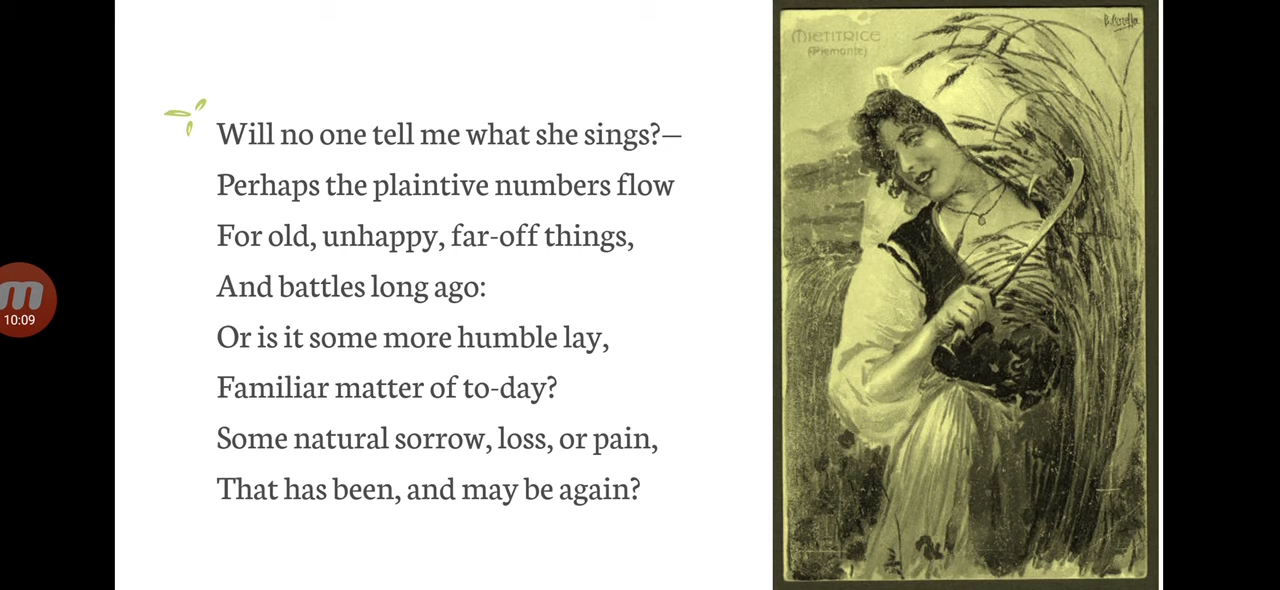 Will no one tell me what she sings?—
Perhaps the plaintive numbers flow
For old, unhappy, far-off things,
And battles long ago:
Or is it some more humble lay,
Familiar matter of to-day?
Some natural sorrow, loss, or pain,
That has been, and may be again?
MIETITRICE
(Piemonte)
10:09